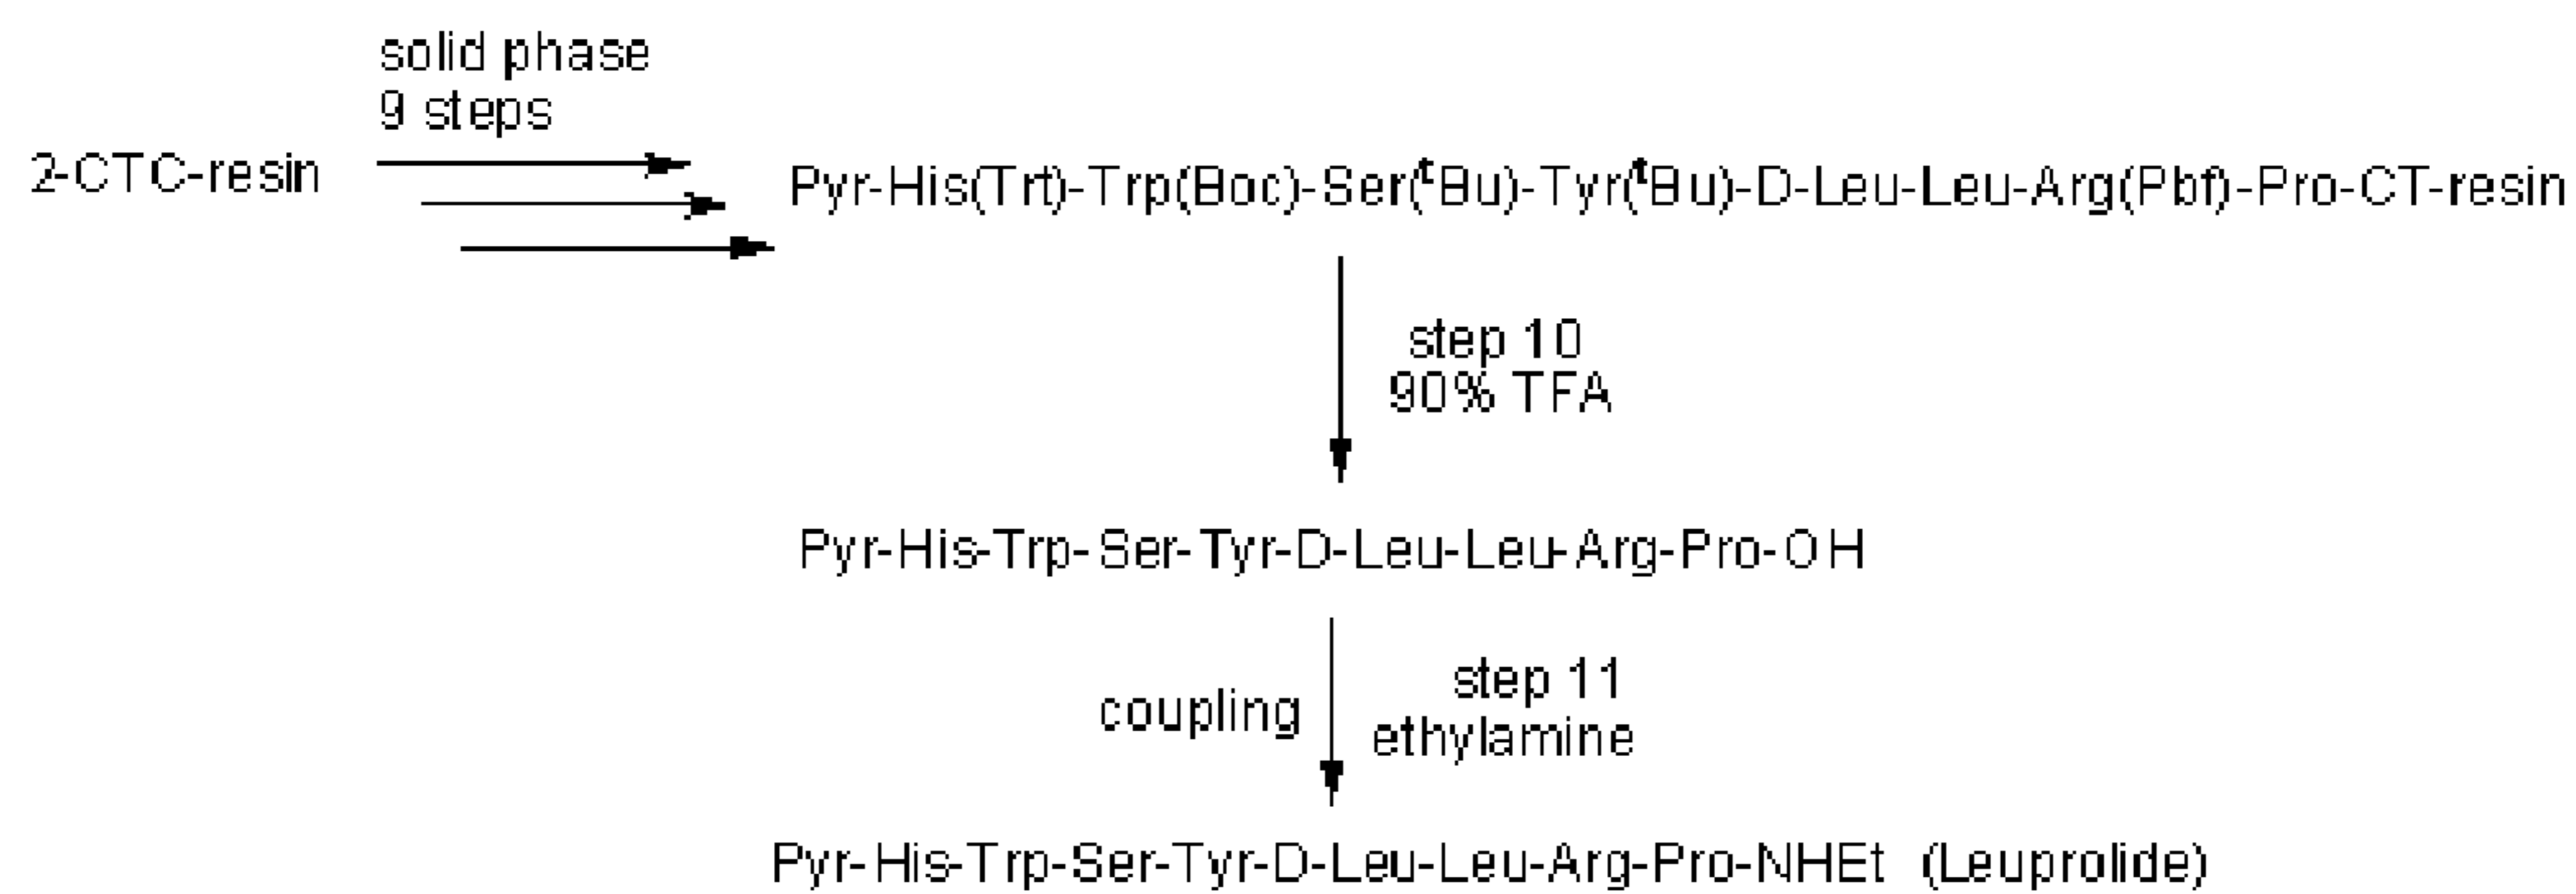 solid phase
9 steps
2-CTC-resin
Pyr-His(Trt)-Trp(Boc)-Ser(tBu)-Tyr(tBu)-D-Leu-Leu-Arg(Pbf)-Pro-CT-resin
step 10
90% TFA
Pyr-His-Trp-Ser-Tyr-D-Leu-Leu-Arg-Pro-OH
coupling
step 11
ethylamine
Pyr-His-Trp-Ser-Tyr-D-Leu-Leu-Arg-Pro-NHEt (Leuprolide)